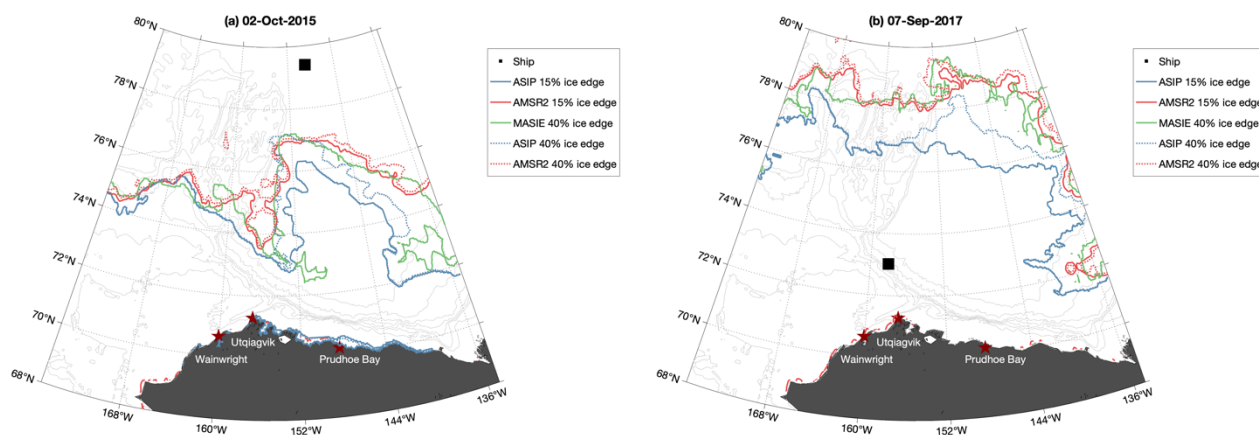 (a) 02-Oct-2015
80°N
78°N
76°N
74°N
72°N
70°N
68°N
168°W
160°W
152°W
144°W
136°W
Utqiagvik
Wainwright
Prudhoe Bay
Ship
ASIP 15% ice edge
AMSR2 15% ice edge
MASIE 40% ice edge
ASIP 40% ice edge
AMSR2 40% ice edge
(b) 07-Sep-2017
80°N
78°N
76°N
74°N
72°N
70°N
68°N
168°W
160°W
152°W
144°W
136°W
Utqiagvik
Wainwright
Prudhoe Bay
Ship
ASIP 15% ice edge
AMSR2 15% ice edge
MASIE 40% ice edge
ASIP 40% ice edge
AMSR2 40% ice edge